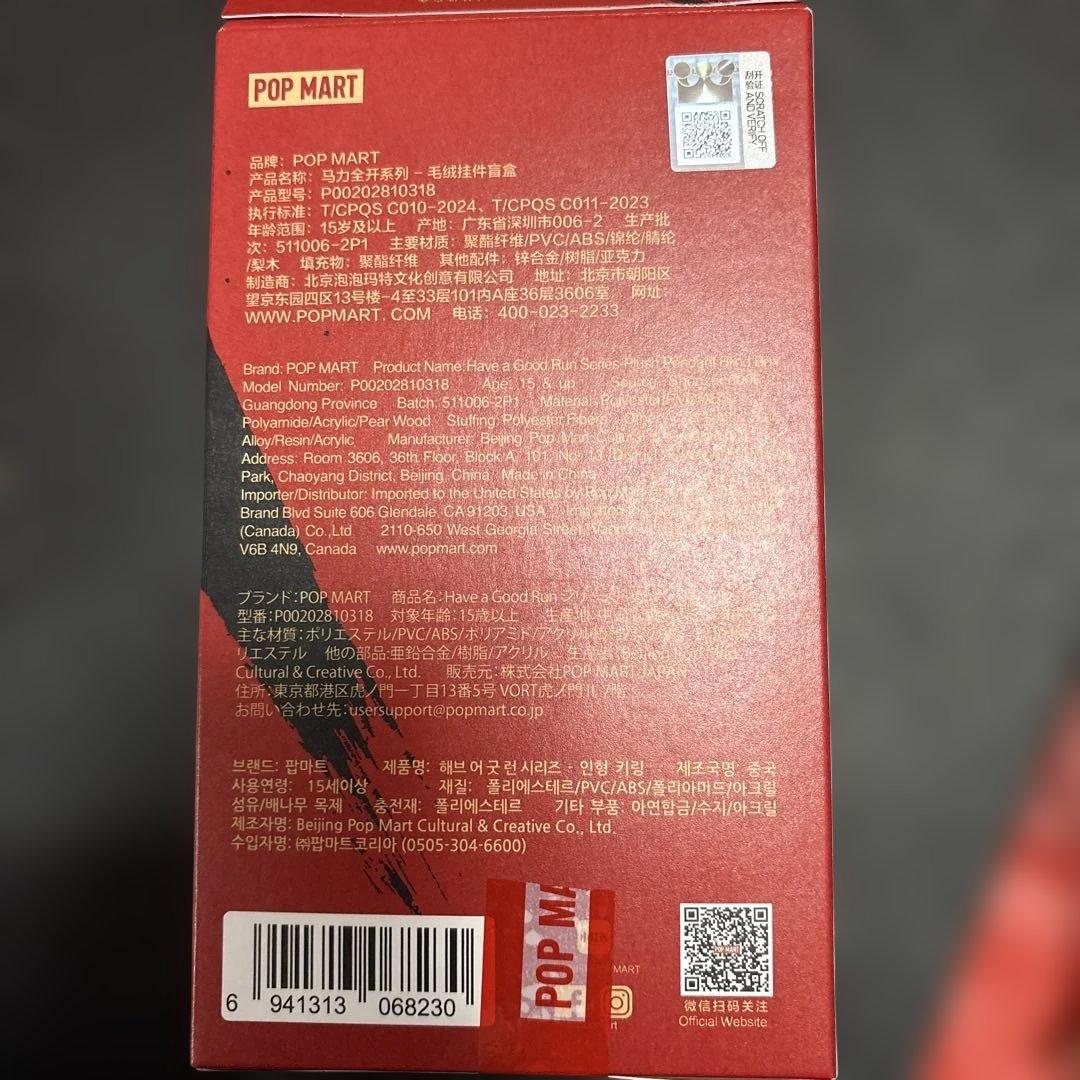 POP MART
开证 SCRATCH OFF
刮验 AND VERIFY
品牌：POP MART
产品名称：马力全开系列 - 毛绒挂件盲盒
产品型号：P00202810318
执行标准：T/CPQS C010-2024、T/CPQS C011-2023
年龄范围：15岁及以上 产地：广东省深圳市006-2 生产批
次：511006-2P1 主要材质：聚酯纤维/PVC/ABS/锦纶/腈纶
/梨木 填充物：聚酯纤维 其他配件：锌合金/树脂/亚克力
制造商：北京泡泡玛特文化创意有限公司 地址：北京市朝阳区
望京东园四区13号楼-4至33层101内A座36层3606室 网址：
WWW.POPMART. COM 电话：400-023-2233
Brand: POP MART Product Name: Have a Good Run Series-Plush Pendant Blind Box
Model Number: P00202810318 Age: 15 & up
Guangdong Province Batch: 511006-2P1 Material: Polyester/PVC/
Polyamide/Acrylic/Pear Wood Stuffing: Polyester Fibers
Alloy/Resin/Acrylic Manufacturer: Beijing Pop Mart Cultural
Address: Room 3606, 36th Floor, Block A, 101, No. 13
Park, Chaoyang District, Beijing, China Made in China
Importer/Distributor: Imported to the United States by Pop Mart
Brand Blvd Suite 606 Glendale, CA 91203, USA
(Canada) Co.,Ltd 2110-650 West Georgia Street,
V6B 4N9, Canada www.popmart.com
ブランド：POP MART 商品名：Have a Good Run
型番：P00202810318 対象年齢：15歳以上 生産地：
主な材質：ポリエステル/PVC/ABS/ポリアミド/アクリル
リエステル 他の部品:亜鉛合金/樹脂/アクリル
Cultural & Creative Co., Ltd. 販売元：株式会社POP MART JAPAN
住所：東京都港区虎ノ門一丁目13番5号 VORT虎ノ門Ⅱ 7階
お問い合わせ先：usersupport@popmart.co.jp
브랜드: 팝마트 제품명: 해브 어 굿 런 시리즈 - 인형 키링 제조국명: 중국
사용연령: 15세이상 재질: 폴리에스테르/PVC/ABS/폴리아마드/아크릴
섬유/배나무 목제 충전재: 폴리에스테르 기타 부품: 아연합금/수지/아크릴
제조자명: Beijing Pop Mart Cultural & Creative Co., Ltd.
수입자명: ㈜팝마트코리아 (0505-304-6600)
6 941313 068230
POP MA
MART
POP MART
微信扫码关注
Official Website